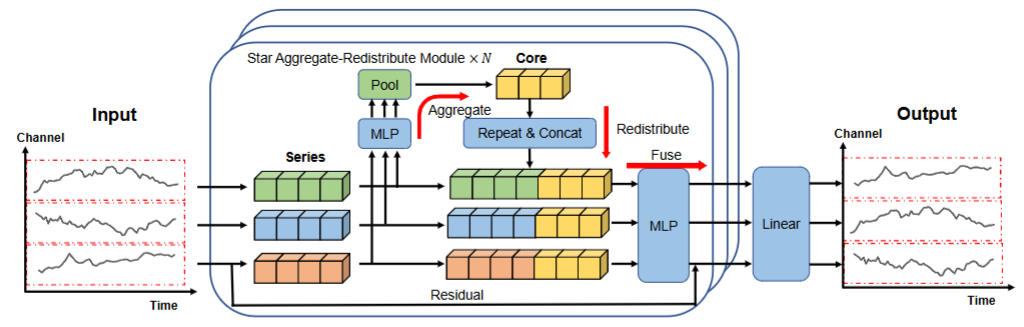 Star Aggregate-Redistribute Module × N
Core
Pool
Aggregate
Input
Output
Channel
MLP
Repeat & Concat
Redistribute
Channel
Series
Fuse
MLP
Linear
Residual
Time
Time